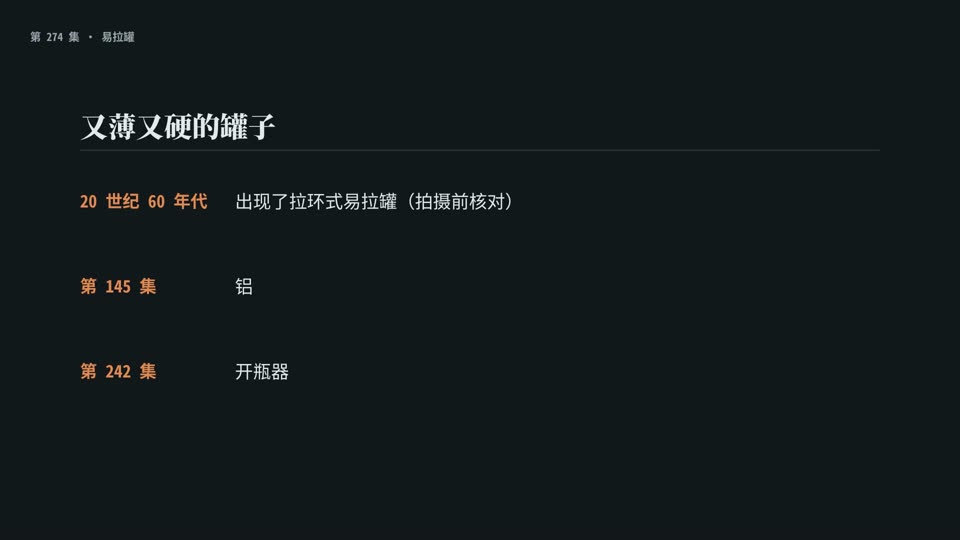 第 274 集 · 易拉罐
又薄又硬的罐子
20 世纪 60 年代 出现了拉环式易拉罐（拍摄前核对）
第 145 集 铝
第 242 集 开瓶器